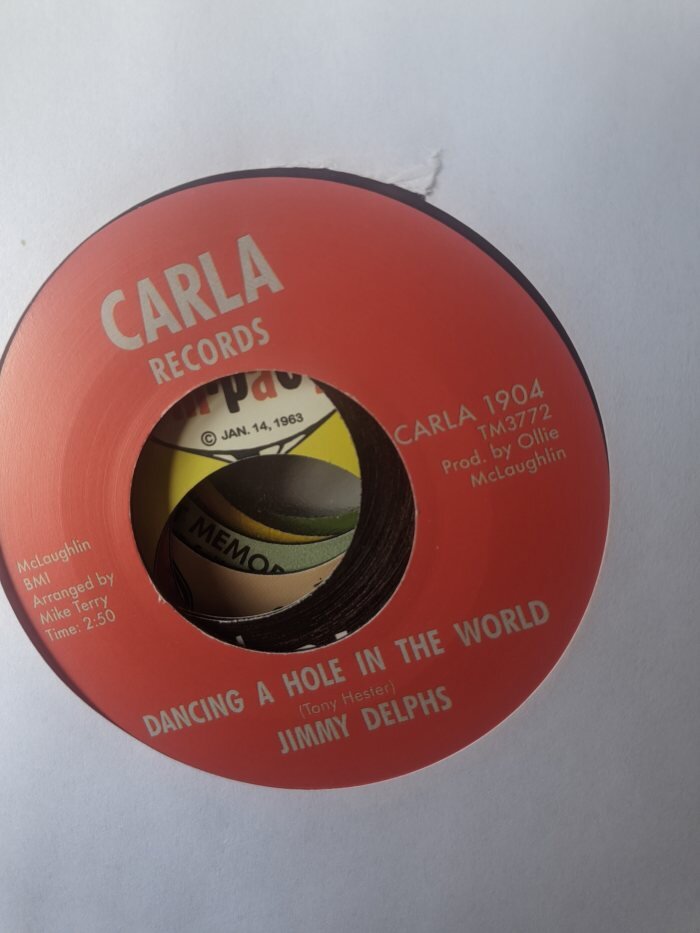 CARLA
RECORDS
© JAN. 14, 1963
MEMOR
CARLA 1904
TM3772
Prod. by Ollie
McLaughlin
McLaughlin
BMI
Arranged by
Mike Terry
Time: 2:50
DANCING A HOLE IN THE WORLD
(Tony Hester)
JIMMY DELPHS